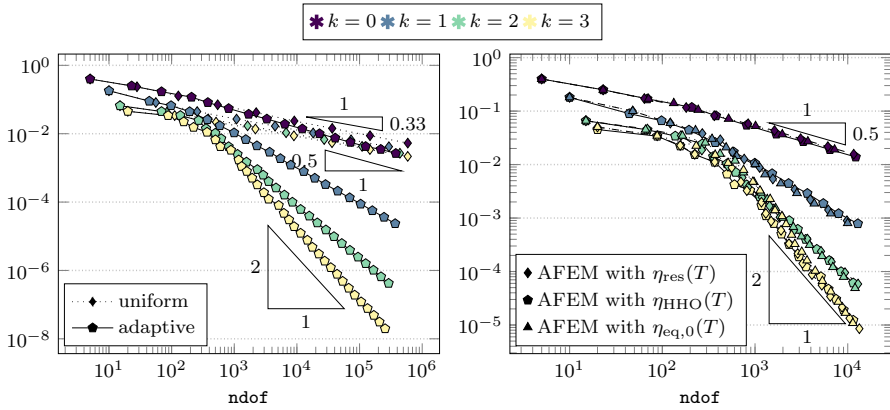 k = 0 k = 1 k = 2 k = 3
10^0
10^{-2}
10^{-4}
10^{-6}
10^{-8}
1
0.33
0.5
1
2
1
uniform
adaptive
10^1 10^2 10^3 10^4 10^5 10^6
ndof
10^0
10^{-1}
10^{-2}
10^{-3}
10^{-4}
10^{-5}
1
0.5
2
1
AFEM with η_res(T)
AFEM with η_HHO(T)
AFEM with η_eq,0(T)
10^1 10^2 10^3 10^4
ndof